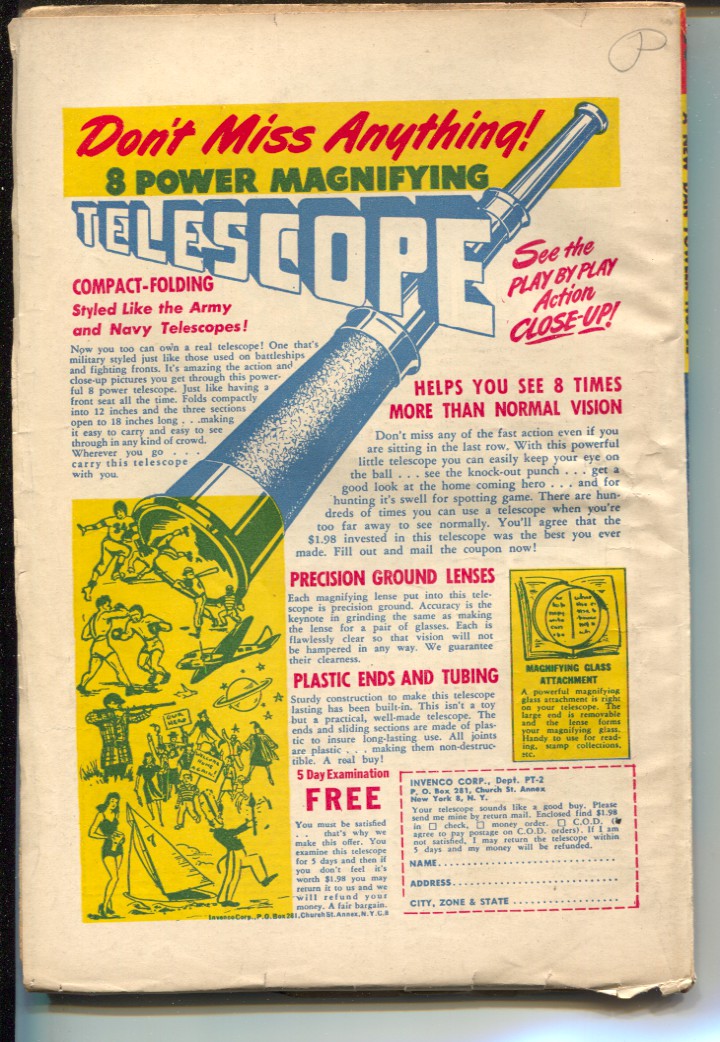 Don't Miss Anything!
8 POWER MAGNIFYING
TELESCOPE
See the
PLAY BY PLAY
Action
CLOSE-UP!
COMPACT-FOLDING
Styled Like the Army
and Navy Telescopes!
Now you too can own a real telescope! One that's
military styled just like those used on battleships
and fighting fronts. It's amazing the action and
close-up pictures you get through this power-
ful 8 power telescope. Just like having a
front seat all the time. Folds compactly
into 12 inches and the three sections
open to 18 inches long . . .making
it easy to carry and easy to see
through in any kind of crowd.
Wherever you go . . .
carry this telescope
with you.
HELPS YOU SEE 8 TIMES
MORE THAN NORMAL VISION
Don't miss any of the fast action even if you
are sitting in the last row. With this powerful
little telescope you can easily keep your eye on
the ball . . . see the knock-out punch . . . get a
good look at the home coming hero . . . and for
hunting it's swell for spotting game. There are hun-
dreds of times you can use a telescope when you're
too far away to see normally. You'll agree that the
$1.98 invested in this telescope was the best you ever
made. Fill out and mail the coupon now!
PRECISION GROUND LENSES
Each magnifying lense put into this tele-
scope is precision ground. Accuracy is the
keynote in grinding the same as making
the lense for a pair of glasses. Each is
flawlessly clear so that vision will not
be hampered in any way. We guarantee
their clearness.
PLASTIC ENDS AND TUBING
Sturdy construction to make this telescope
lasting has been built-in. This isn't a toy
but a practical, well-made telescope. The
ends and sliding sections are made of plas-
tic to insure long-lasting use. All joints
are plastic . . . making them non-destruc-
tible. A real buy!
MAGNIFYING GLASS
ATTACHMENT
A powerful magnifying
glass attachment is right
on your telescope. The
large end is removable
and the lense forms
your magnifying glass.
Handy to use for read-
ing, stamp collections,
etc.
34
OUR
HERO
WELCOME
HOME
AGAIN!
5 Day Examination
FREE
You must be satisfied
. . that's why we
make this offer. You
examine this telescope
for 5 days and then if
you don't feel it's
worth $1.98 you may
return it to us and we
will refund your
money. A fair bargain.
Invenco Corp., P.O. Box 281, Church St. Annex, N.Y.C. 8
INVENCO CORP., Dept. PT-2
P. O. Box 281, Church St. Annex
New York 8, N. Y.
Your telescope sounds like a good buy. Please
send me mine by return mail. Enclosed find $1.98
in □ check, □ money order. □ C.O.D. (I
agree to pay postage on C.O.D. orders). If I am
not satisfied, I may return the telescope within
5 days and my money will be refunded.
NAME
ADDRESS
CITY, ZONE & STATE